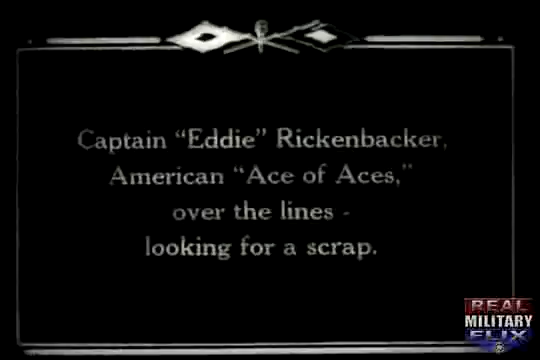 Captain “Eddie” Rickenbacker,
American “Ace of Aces,”
over the lines -
looking for a scrap.
REAL
MILITARY
FLIX